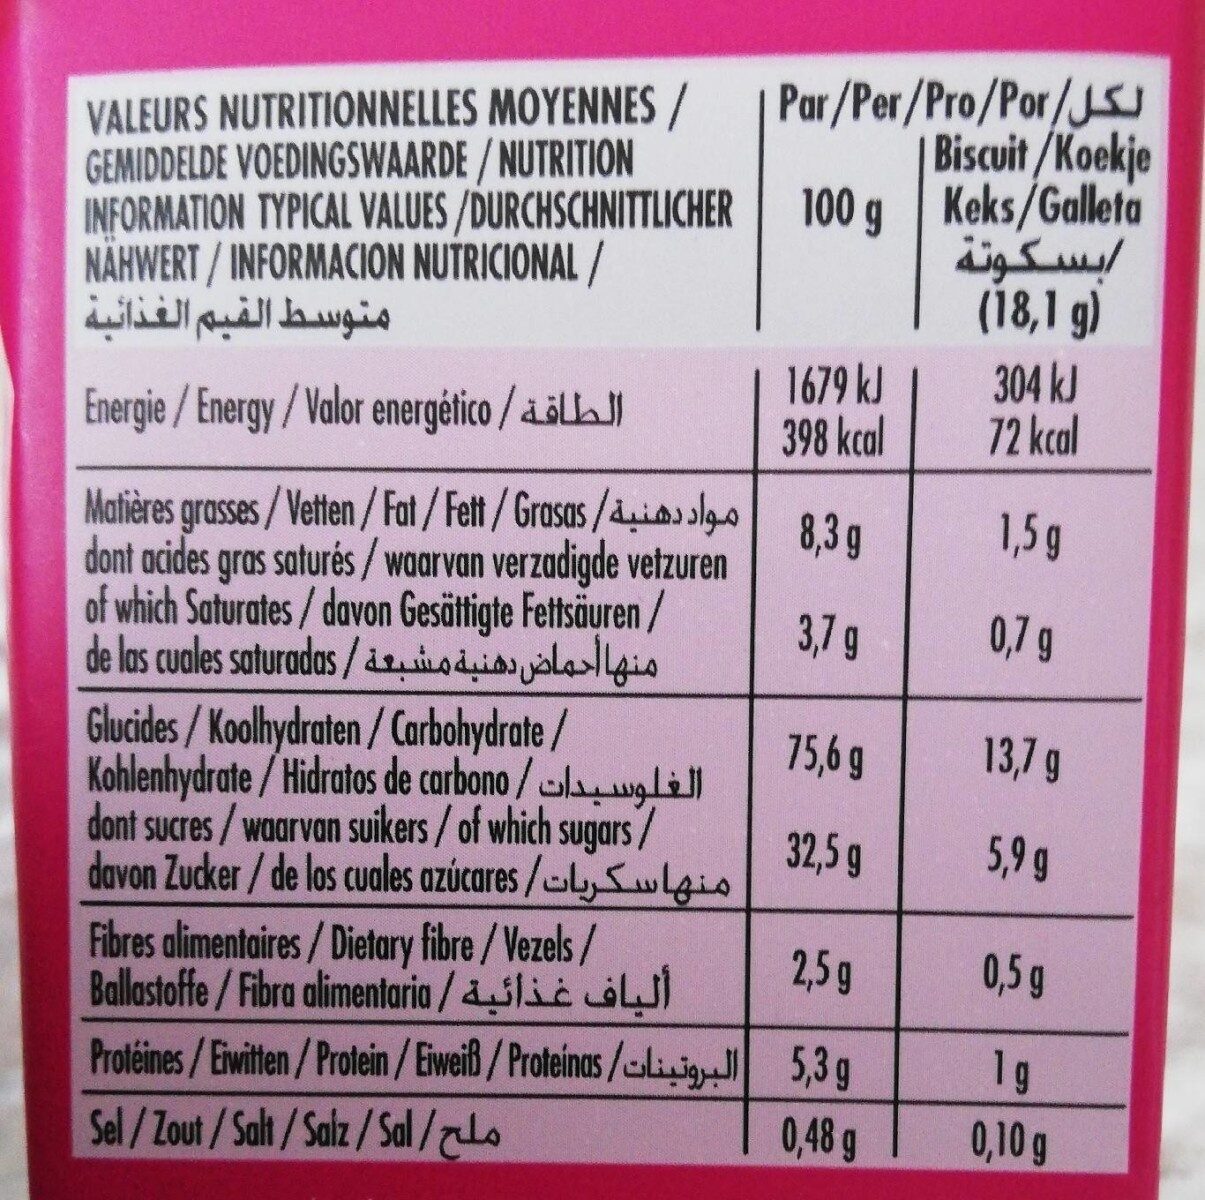 VALEURS NUTRITIONNELLES MOYENNES /
GEMIDDELDE VOEDINGSWAARDE / NUTRITION
INFORMATION TYPICAL VALUES /DURCHSCHNITTLICHER
NÄHWERT / INFORMACION NUTRICIONAL /
متوسط القيم الغذائية
Par/Per/Pro/Por/لكل
100 g
Biscuit/Koekje
Keks/Galleta
/بسكوتة
(18,1 g)
Energie / Energy / Valor energético / الطاقة
1679 kJ 304 kJ
398 kcal 72 kcal
Matières grasses / Vetten / Fat / Fett / Grasas / مواد دهنية
8,3 g 1,5 g
dont acides gras saturés / waarvan verzadigde vetzuren
of which Saturates / davon Gesättigte Fettsäuren /
de las cuales saturadas / منها أحماض دهنية مشبعة
3,7 g 0,7 g
Glucides / Koolhydraten / Carbohydrate /
Kohlenhydrate / Hidratos de carbono / الغلوسيدات
75,6 g 13,7 g
dont sucres / waarvan suikers / of which sugars /
davon Zucker / de los cuales azúcares / منها سكريات
32,5 g 5,9 g
Fibres alimentaires / Dietary fibre / Vezels /
Ballastoffe / Fibra alimentaria / ألياف غذائية
2,5 g 0,5 g
Protéines / Eiwitten / Protein / Eiweiß / Proteínas / البروتينات
5,3 g 1 g
Sel / Zout / Salt / Salz / Sal / ملح
0,48 g 0,10 g